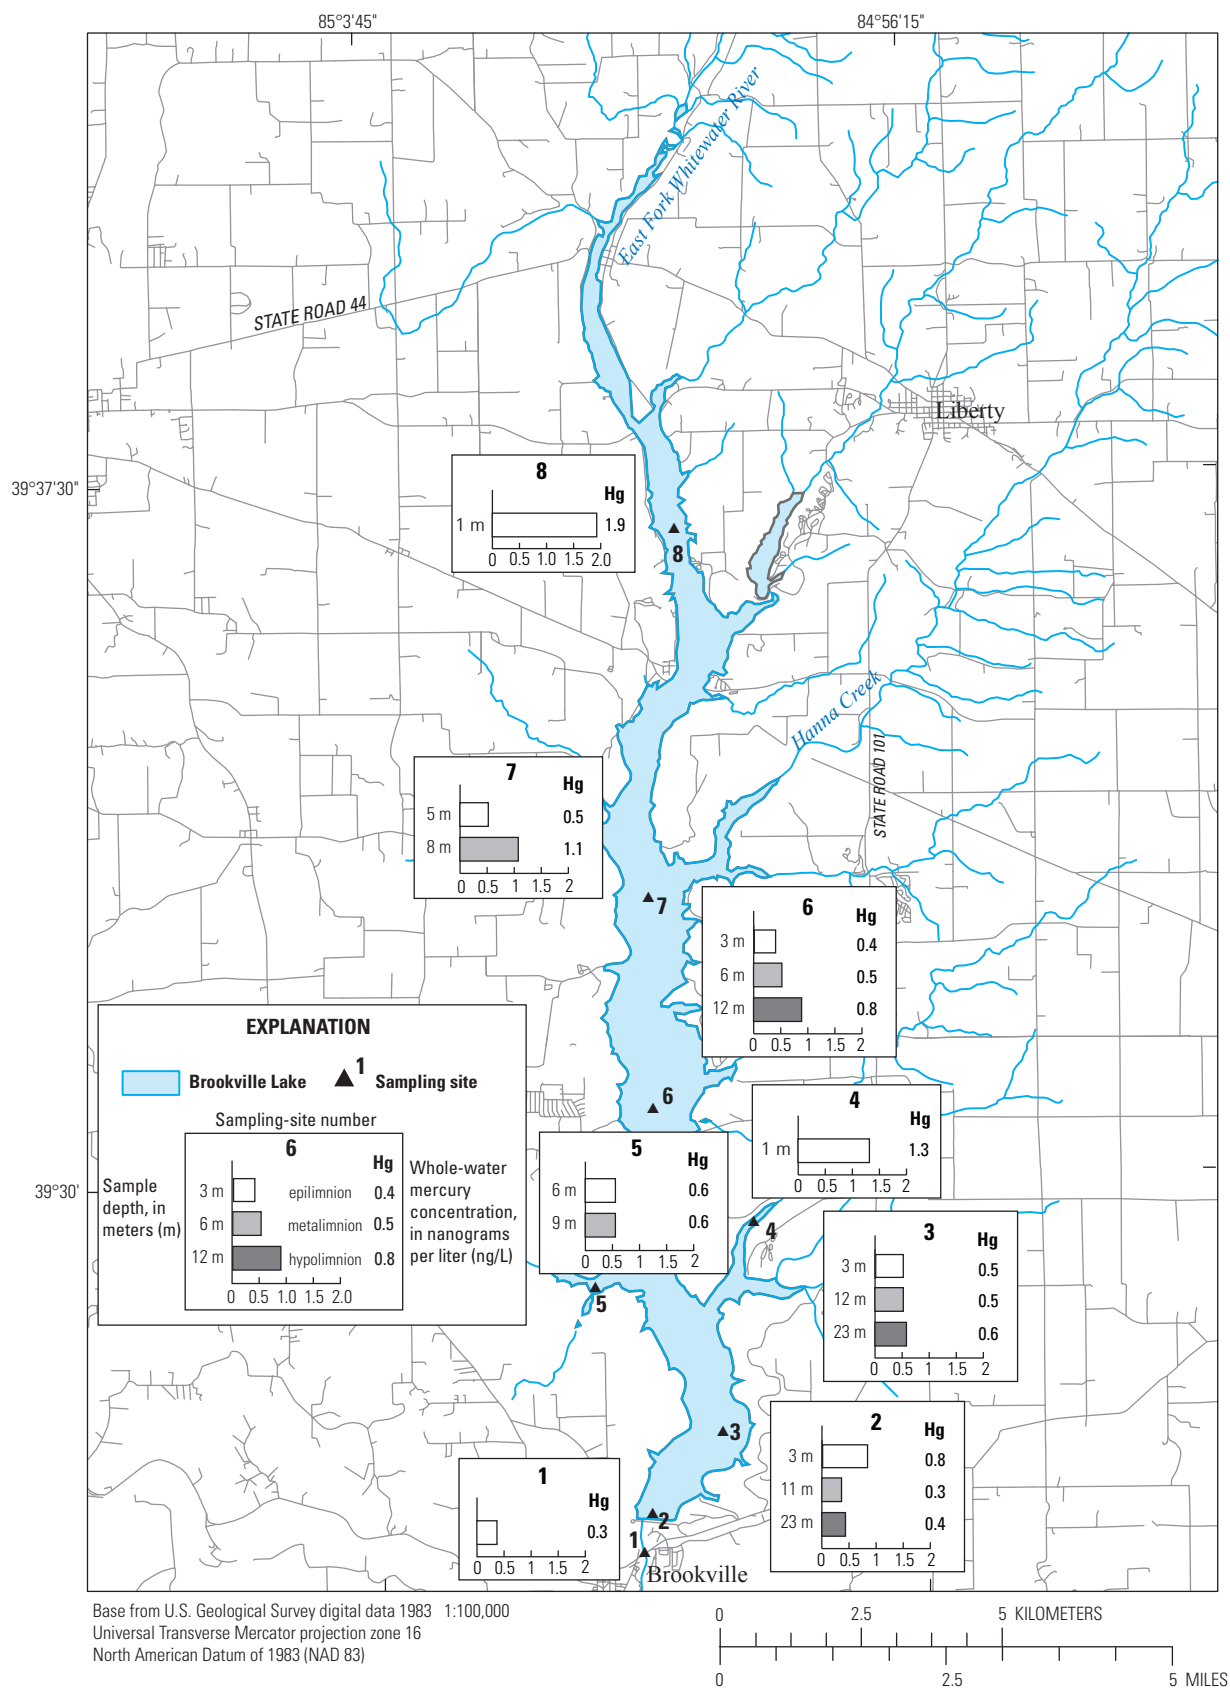 85°3'45" 84°56'15"
East Fork Whitewater River
STATE ROAD 44
Liberty
39°37'30"
8
Hg
1 m 1.9
0 0.5 1.0 1.5 2.0
8
Hanna Creek
STATE ROAD 101
7
Hg
5 m 0.5
8 m 1.1
0 0.5 1 1.5 2
7
6
Hg
3 m 0.4
6 m 0.5
12 m 0.8
0 0.5 1 1.5 2
6
EXPLANATION
Brookville Lake 1 Sampling site
Sampling-site number
6
Hg
Sample
depth, in
meters (m)
3 m epilimnion 0.4
6 m metalimnion 0.5
12 m hypolimnion 0.8
0 0.5 1.0 1.5 2.0
Whole-water
mercury
concentration,
in nanograms
per liter (ng/L)
39°30'
4
Hg
1 m 1.3
0 0.5 1 1.5 2
4
5
Hg
6 m 0.6
9 m 0.6
0 0.5 1 1.5 2
5
3
Hg
3 m 0.5
12 m 0.5
23 m 0.6
0 0.5 1 1.5 2
3
2
Hg
3 m 0.8
11 m 0.3
23 m 0.4
0 0.5 1 1.5 2
2
1
Hg
0.3
0 0.5 1 1.5 2
1
Brookville
Base from U.S. Geological Survey digital data 1983 1:100,000
Universal Transverse Mercator projection zone 16
North American Datum of 1983 (NAD 83)
0 2.5 5 KILOMETERS
0 2.5 5 MILES